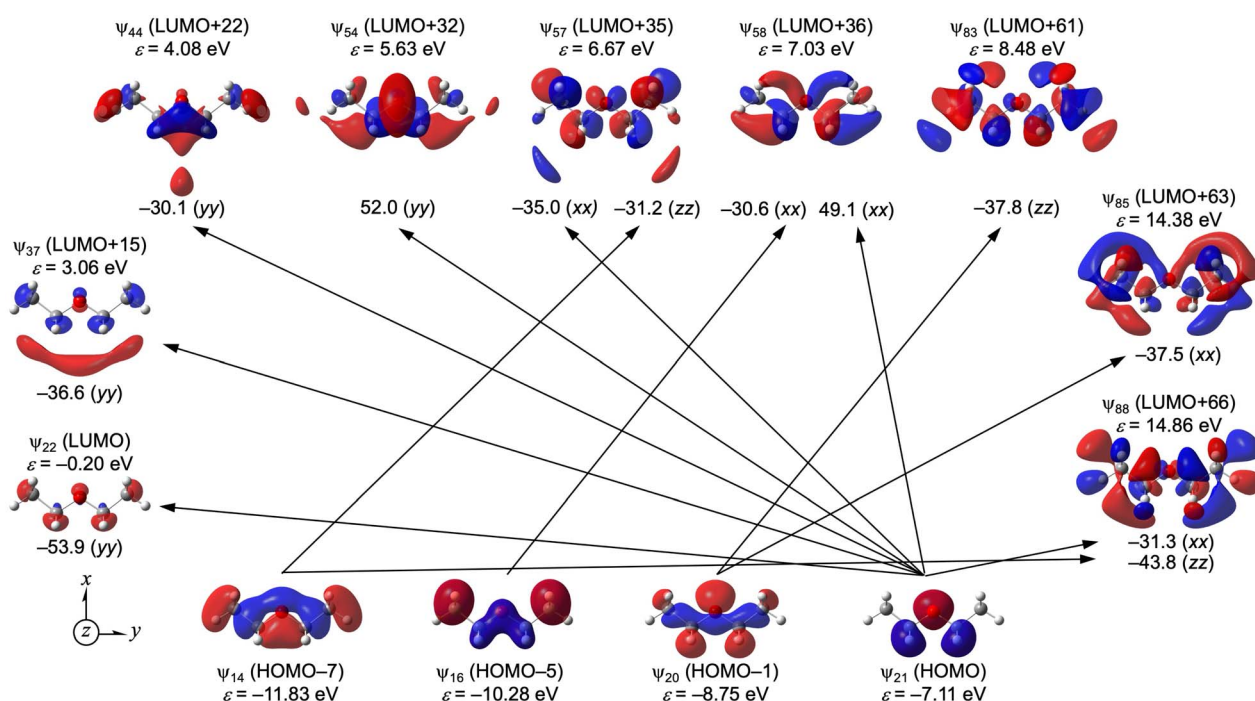 ψ44 (LUMO+22)
ε = 4.08 eV
ψ54 (LUMO+32)
ε = 5.63 eV
ψ57 (LUMO+35)
ε = 6.67 eV
ψ58 (LUMO+36)
ε = 7.03 eV
ψ83 (LUMO+61)
ε = 8.48 eV
–30.1 (yy)
52.0 (yy)
–35.0 (xx)
–31.2 (zz)
–30.6 (xx)
49.1 (xx)
–37.8 (zz)
ψ85 (LUMO+63)
ε = 14.38 eV
–37.5 (xx)
ψ37 (LUMO+15)
ε = 3.06 eV
–36.6 (yy)
ψ88 (LUMO+66)
ε = 14.86 eV
–31.3 (xx)
–43.8 (zz)
ψ22 (LUMO)
ε = –0.20 eV
–53.9 (yy)
x
z
y
ψ14 (HOMO–7)
ε = –11.83 eV
ψ16 (HOMO–5)
ε = –10.28 eV
ψ20 (HOMO–1)
ε = –8.75 eV
ψ21 (HOMO)
ε = –7.11 eV